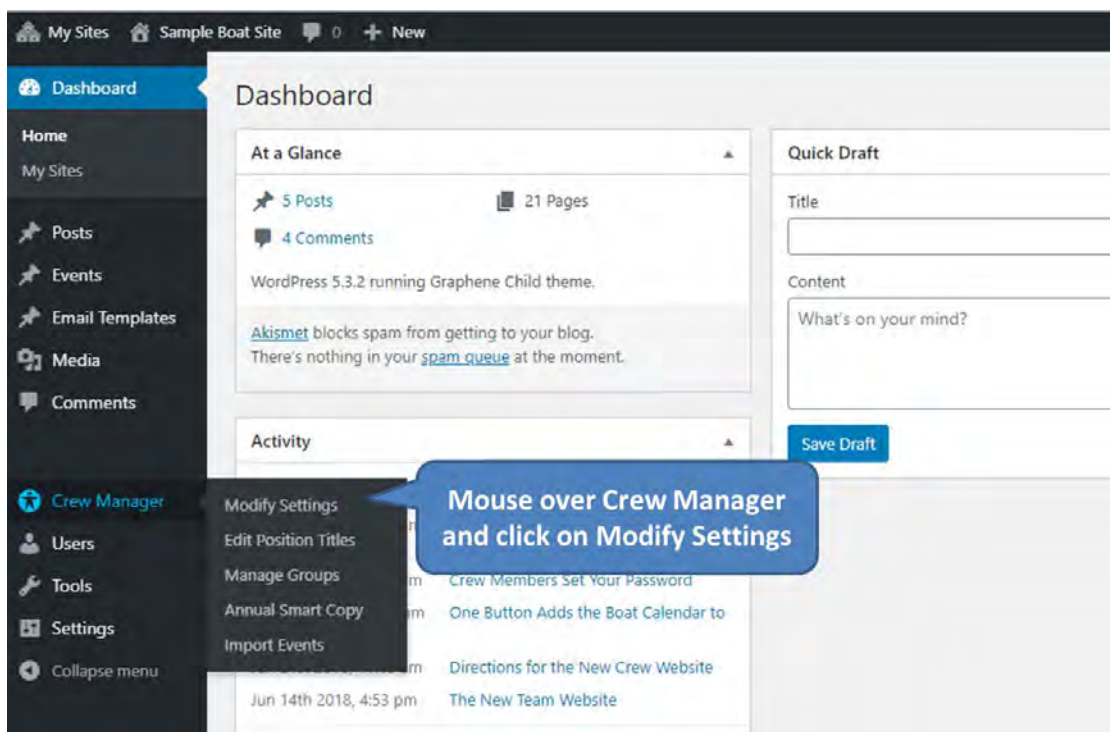 My Sites Sample Boat Site 0 New
Dashboard
Home
My Sites
Posts
Events
Email Templates
Media
Comments
Crew Manager
Users
Tools
Settings
Collapse menu
Modify Settings
Edit Position Titles
Manage Groups
Annual Smart Copy
Import Events
Dashboard
At a Glance
5 Posts 21 Pages
4 Comments
WordPress 5.3.2 running Graphene Child theme.
Akismet blocks spam from getting to your blog.
There's nothing in your spam queue at the moment.
Activity
Mouse over Crew Manager
and click on Modify Settings
Crew Members Set Your Password
One Button Adds the Boat Calendar to
Directions for the New Crew Website
Jun 14th 2018, 4:53 pm The New Team Website
Quick Draft
Title
Content
What's on your mind?
Save Draft